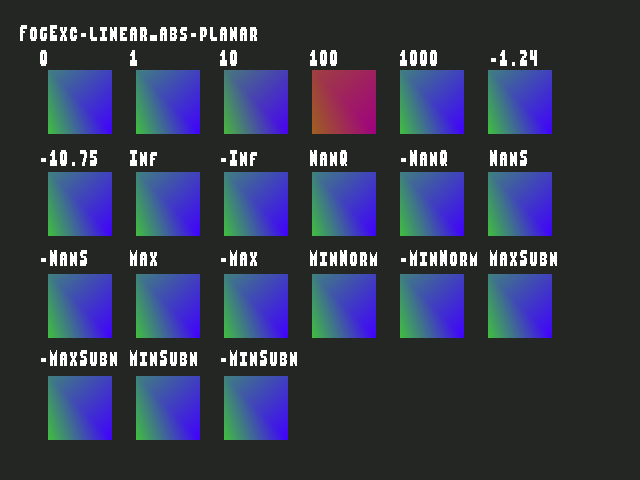 FogExc-linear_abs-planar
0 1 10 100 1000 -1.24
-10.75 Inf -Inf NanQ -NanQ NanS
-NanS Max -Max MinNorm -MinNorm MaxSubn
-MaxSubn MinSubn -MinSubn